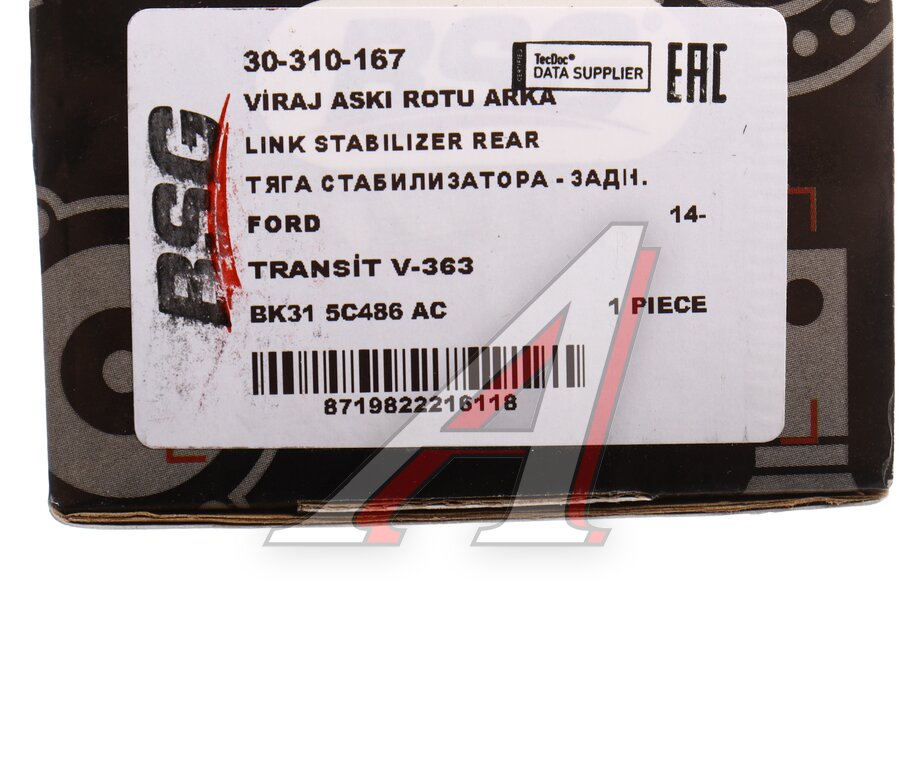 30-310-167
CERTIFIED
TecDoc®
DATA SUPPLIER
EAC
VİRAJ ASKI ROTU ARKA
LINK STABILIZER REAR
ТЯГА СТАБИЛИЗАТОРА - ЗАДН.
FORD 14-
TRANSİT V-363
BK31 5C486 AC 1 PIECE
8719822216118
BSG